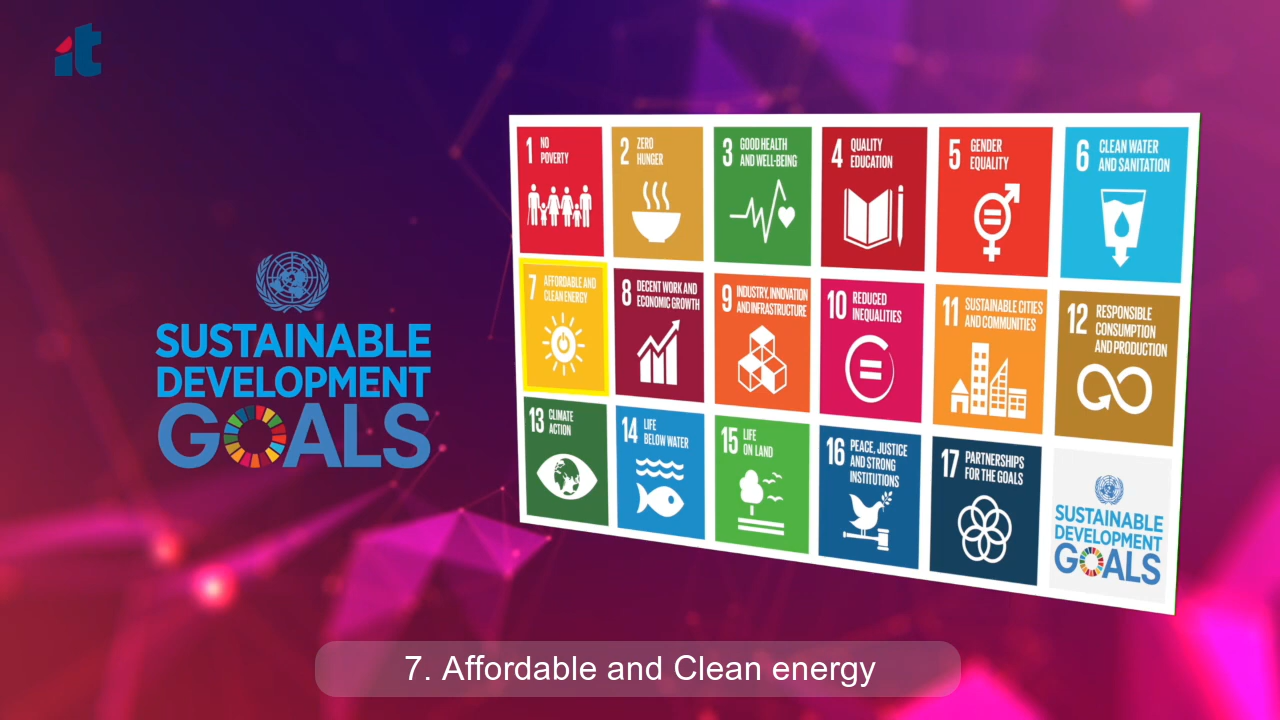 it
SUSTAINABLE
DEVELOPMENT
GOALS
1 NO
POVERTY
2 ZERO
HUNGER
3 GOOD HEALTH
AND WELL-BEING
4 QUALITY
EDUCATION
5 GENDER
EQUALITY
6 CLEAN WATER
AND SANITATION
7 AFFORDABLE AND
CLEAN ENERGY
8 DECENT WORK AND
ECONOMIC GROWTH
9 INDUSTRY, INNOVATION
AND INFRASTRUCTURE
10 REDUCED
INEQUALITIES
11 SUSTAINABLE CITIES
AND COMMUNITIES
12 RESPONSIBLE
CONSUMPTION
AND PRODUCTION
13 CLIMATE
ACTION
14 LIFE
BELOW WATER
15 LIFE
ON LAND
16 PEACE, JUSTICE
AND STRONG
INSTITUTIONS
17 PARTNERSHIPS
FOR THE GOALS
SUSTAINABLE
DEVELOPMENT
GOALS
7. Affordable and Clean energy